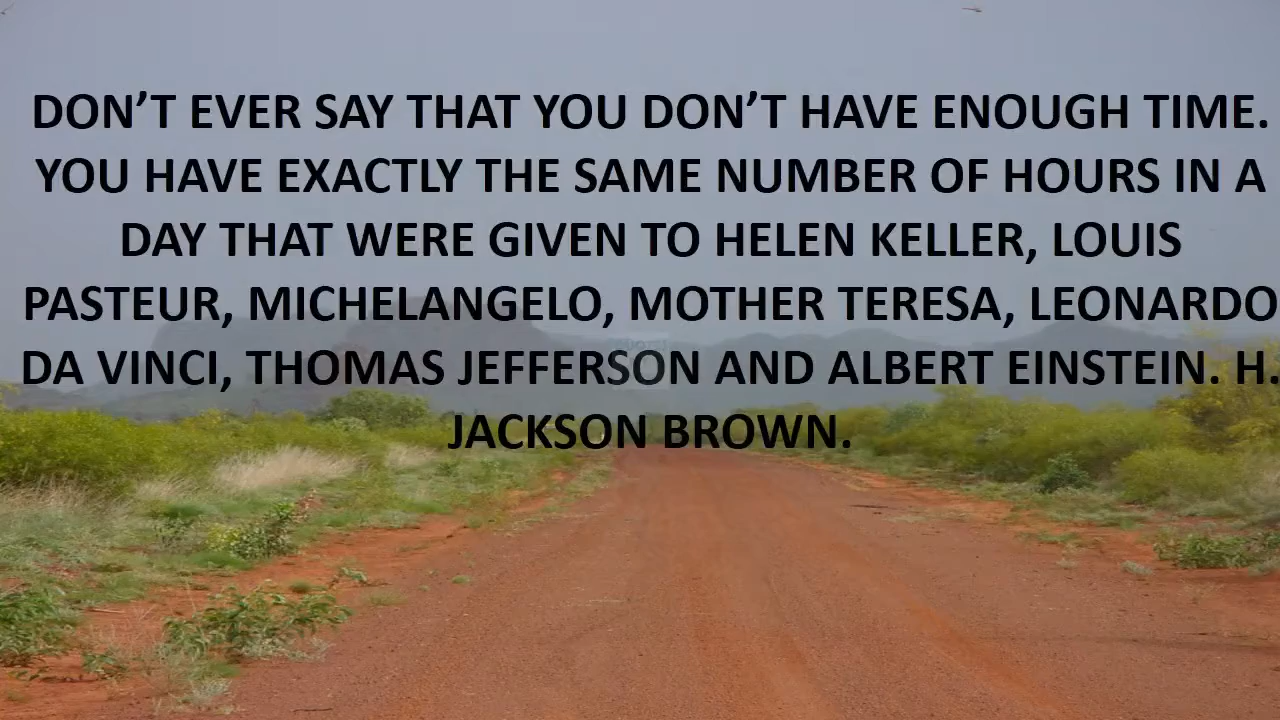 DON’T EVER SAY THAT YOU DON’T HAVE ENOUGH TIME.
YOU HAVE EXACTLY THE SAME NUMBER OF HOURS IN A
DAY THAT WERE GIVEN TO HELEN KELLER, LOUIS
PASTEUR, MICHELANGELO, MOTHER TERESA, LEONARDO
DA VINCI, THOMAS JEFFERSON AND ALBERT EINSTEIN. H.
JACKSON BROWN.